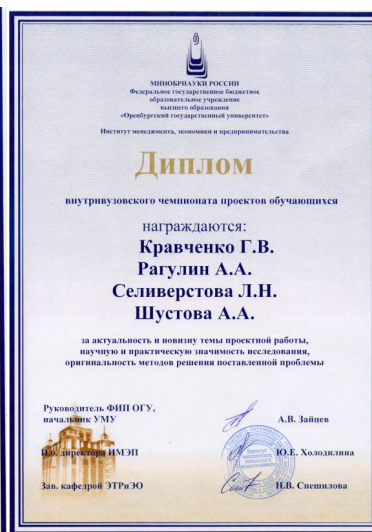 МИНОБРНАУКИ РОССИИ
Федеральное государственное бюджетное
образовательное учреждение
высшего образования
«Оренбургский государственный университет»
Институт менеджмента, экономики и предпринимательства
Диплом
внутривузовского чемпионата проектов обучающихся
награждаются:
Кравченко Г.В.
Рагулин А.А.
Селиверстова Л.Н.
Шустова А.А.
за актуальность и новизну темы проектной работы,
научную и практическую значимость исследования,
оригинальность методов решения поставленной проблемы
Руководитель ФИП ОГУ,
начальник УМУ
А.В. Зайцев
И.о. директора ИМЭП
Ю.Е. Холодилина
Зав. кафедрой ЭТРиЭО
Н.В. Спешилова